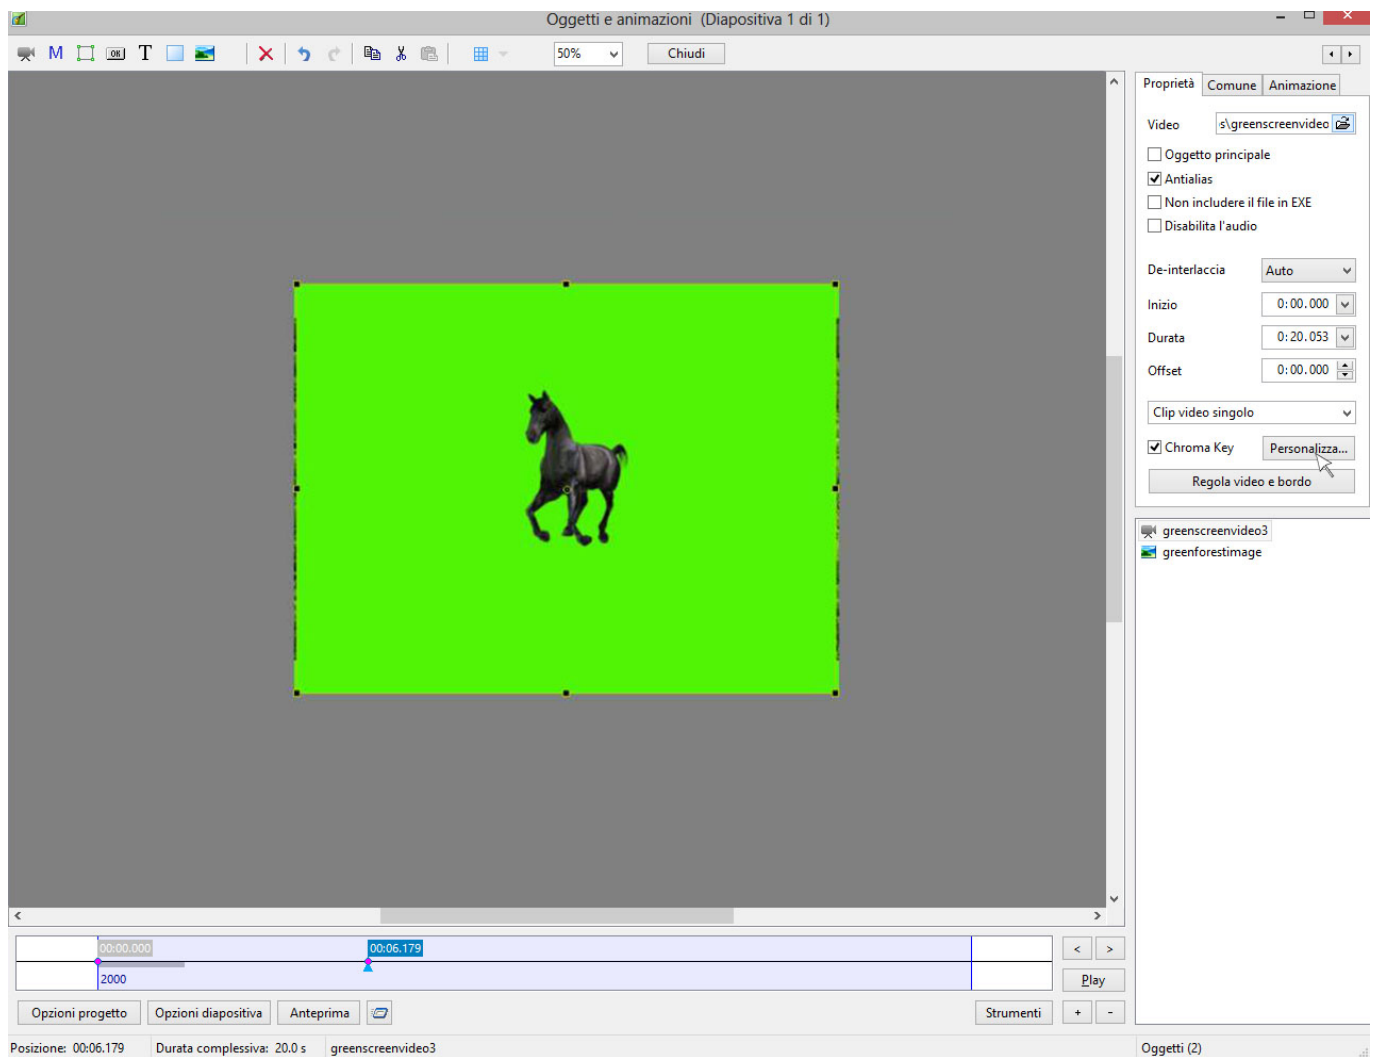 Oggetti e animazioni (Diapositiva 1 di 1)
M OK T 50% Chiudi
Proprietà Comune Animazione
Video s\greenscreenvideo
Oggetto principale
Antialias
Non includere il file in EXE
Disabilita l'audio
De-interlaccia Auto
Inizio 0:00.000
Durata 0:20.053
Offset 0:00.000
Clip video singolo
Chroma Key Personalizza...
Regola video e bordo
greenscreenvideo3
greenforestimage
00:00.000 00:06.179 < >
2000 Play
Opzioni progetto Opzioni diapositiva Anteprima Strumenti + -
Posizione: 00:06.179 Durata complessiva: 20.0 s greenscreenvideo3 Oggetti (2)